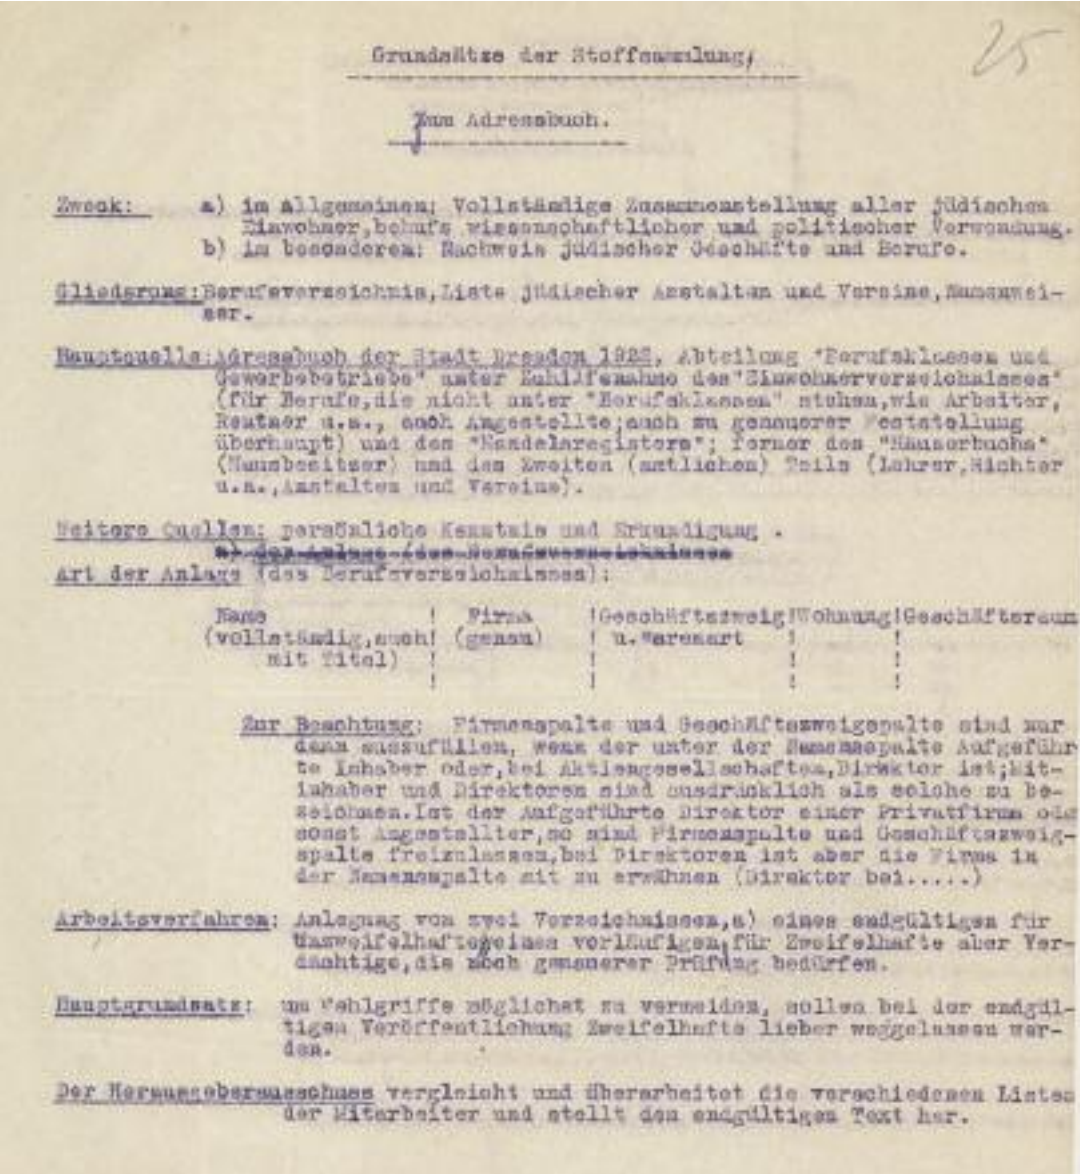 25
Grundsätze der Stoffsammlung,
Zum Adressbuch.
Zweck: a) im allgemeinen: Vollständige Zusammenstellung aller jüdischen
Einwohner, behufs wissenschaftlicher und politischer Verwendung.
b) im besonderen: Nachweis jüdischer Geschäfte und Berufe.
Gliederung: Berufsverzeichnis, Liste jüdischer Anstalten und Vereine, Namenwei-
ser.
Hauptquelle: Adressbuch der Stadt Dresden, Abteilung "Berufsklassen und
Gewerbebetriebe" unter Zuhilfenahme des "Einwohnerverzeichnisses"
(für Berufe, die nicht unter "Berufsklassen" stehen, wie Arbeiter,
Rentner u.a., auch Angestellte; auch zu genauerer Feststellung
überhaupt) und des "Handelsregisters"; ferner des "Häuserbuchs"
(Hausbesitzer) und des Zweiten (amtlichen) Teils (Lehrer, Richter
u.a., Anstalten und Vereine).
Weitere Quellen: persönliche Kenntnis und Erkundigung .
a) der Anlage (des Berufsverzeichnisses
Art der Anlage (des Berufsverzeichnisses):
Name ! Firma !Geschäftszweig!Wohnung!Geschäftsraum
(vollständig, auch! (genau) ! u.Warenart ! !
mit Titel) ! ! ! !
! ! ! !
Zur Beachtung: Firmenspalte und Geschäftszweigspalte sind nur
dann auszufüllen, wenn der unter der Namensspalte Aufgeführ-
te Inhaber oder, bei Aktiengesellschaften, Direktor ist; Mit-
inhaber und Direktoren sind ausdrücklich als solche zu be-
zeichnen. Ist der Aufgeführte Direktor einer Privatfirma ode
sonst Angestellter, so sind Firmenspalte und Geschäftszweig-
spalte freizulassen, bei Direktoren ist aber die Firma in
der Namensspalte mit zu erwähnen (Direktor bei.....)
Arbeitsverfahren: Anlegung von zwei Verzeichnissen, a) eines endgültigen für
Unzweifelhafte, eines vorläufigen, für Zweifelhafte aber Ver-
dächtige, die noch genauerer Prüfung bedürfen.
Hauptgrundsatz: um Fehlgriffe möglichst zu vermeiden, sollen bei der endgül-
tigen Veröffentlichung Zweifelhafte lieber weggelassen wer-
den.
Der Herausgeberausschuss vergleicht und überarbeitet die verschiedenen Listen
der Mitarbeiter und stellt den endgültigen Text her.